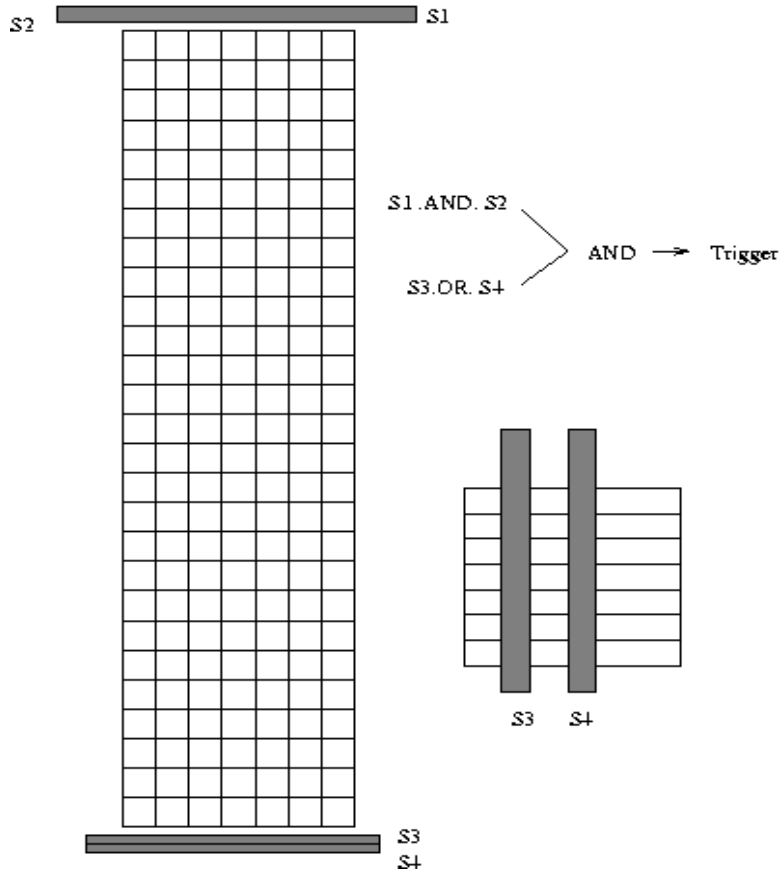 S2
S1
S1 .AND. S2
AND
Trigger
S3.OR. S4
S3
S4
S3
S4